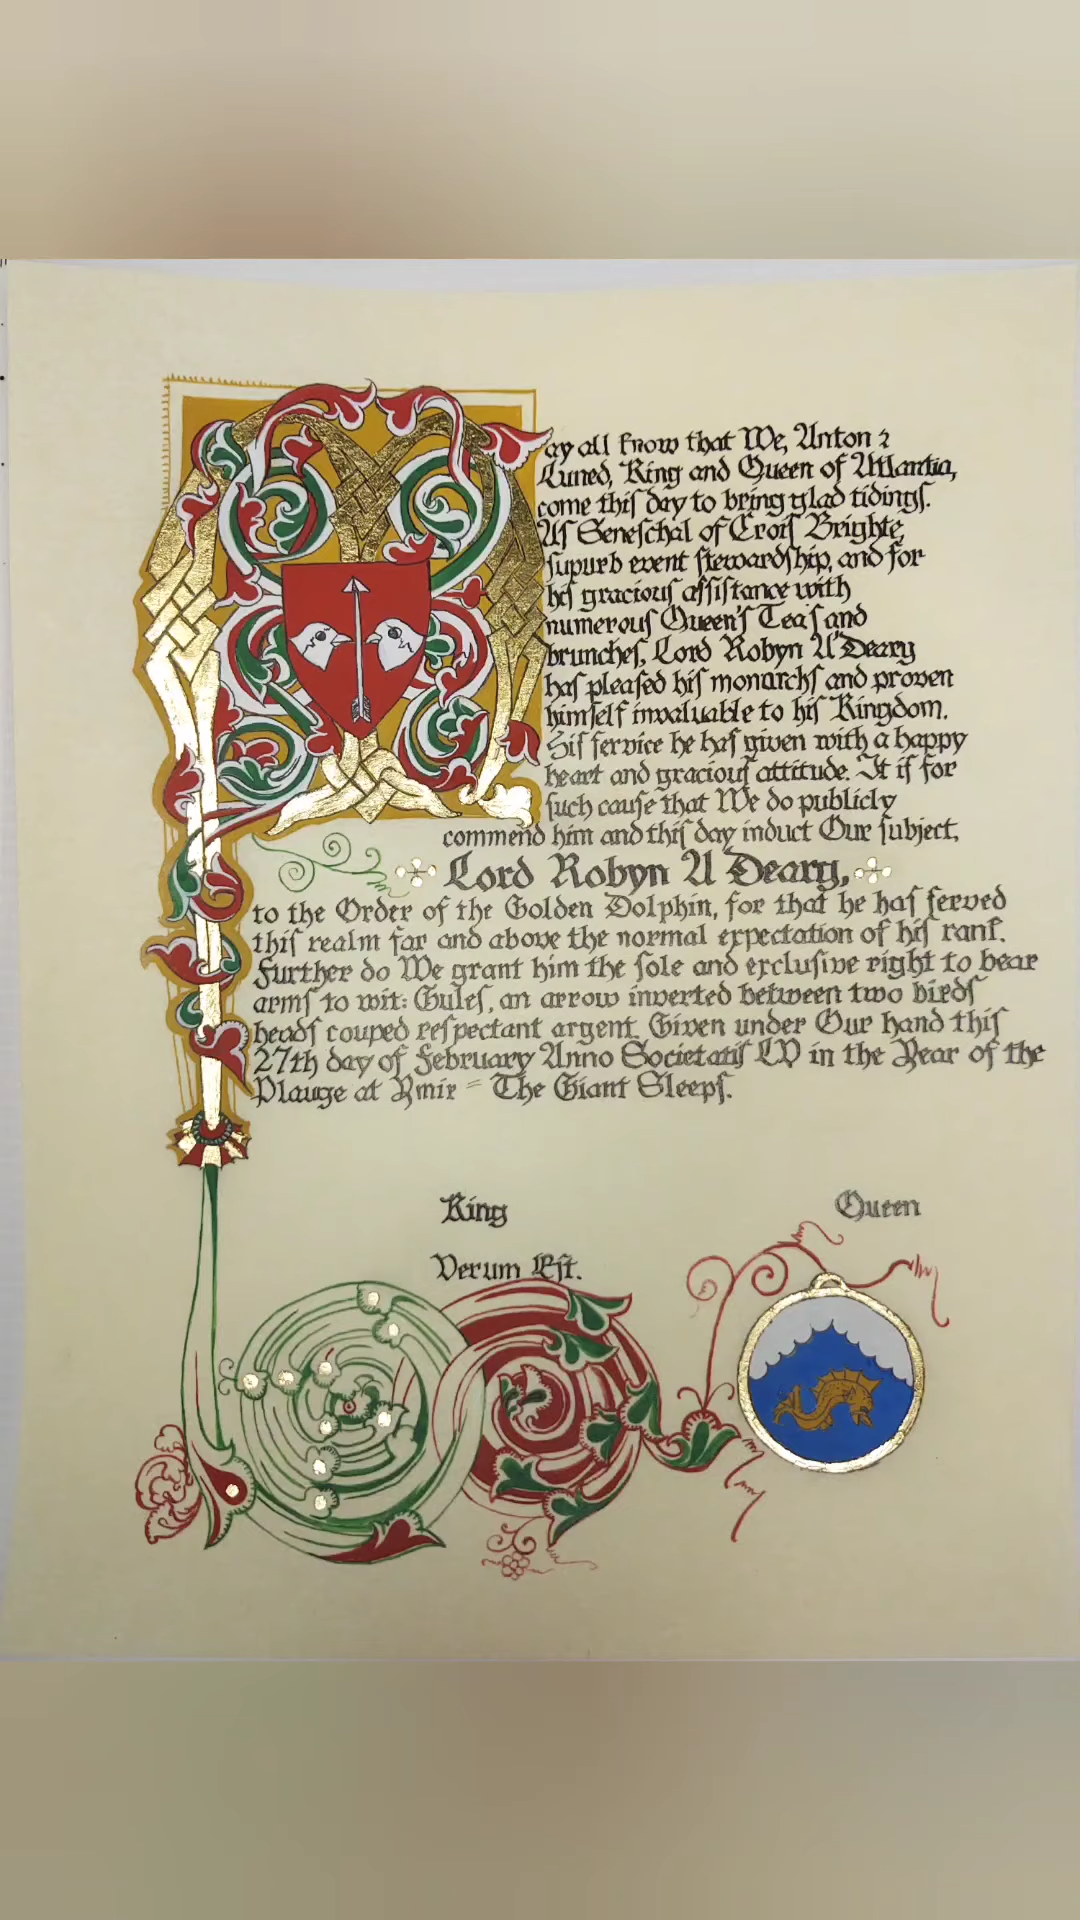 May all know that We, Anton &
Luned, King and Queen of Atlantia,
come this day to bring glad tidings.
As Seneschal of Crois Brighte,
supurb event stewardship, and for
his gracious assistance with
numerous Queen's Tea's and
brunches, Lord Robyn A'Deary
has pleased his monarchs and proven
himself invaluable to his Kingdom.
His service he has given with a happy
heart and gracious attitude. It is for
such cause that We do publicly
commend him and this day induct Our subject,
Lord Robyn A'Deary,
to the Order of the Golden Dolphin, for that he has served
this realm far and above the normal expectation of his rank.
Further do We grant him the sole and exclusive right to bear
arms to wit: Gules, an arrow inverted between two birds
heads couped respectant argent. Given under Our hand this
27th day of February Anno Societatis LV in the Year of the
Plauge at Ymir = The Giant Sleeps.
King
Queen
Verum Est.